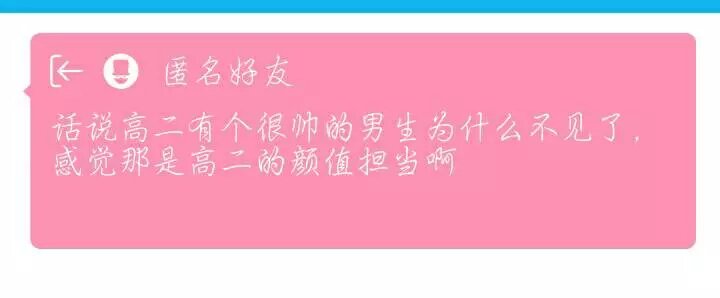 匿名好友
话说高二有个很帅的男生为什么不见了，
感觉那是高二的颜值担当啊